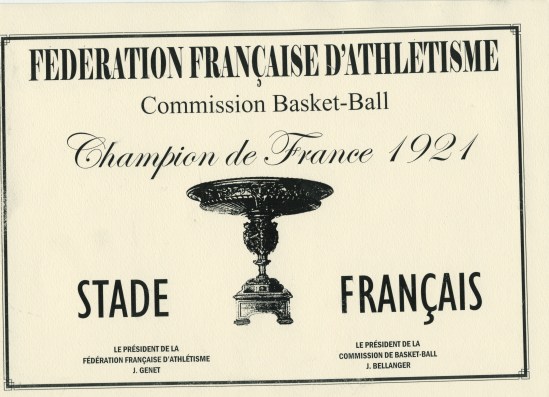 FEDERATION FRANÇAISE D'ATHLETISME
Commission Basket-Ball
Champion de France 1921
STADE FRANÇAIS
LE PRÉSIDENT DE LA
FÉDÉRATION FRANÇAISE D'ATHLÉTISME
J. GENET
LE PRÉSIDENT DE LA
COMMISSION DE BASKET-BALL
J. BELLANGER